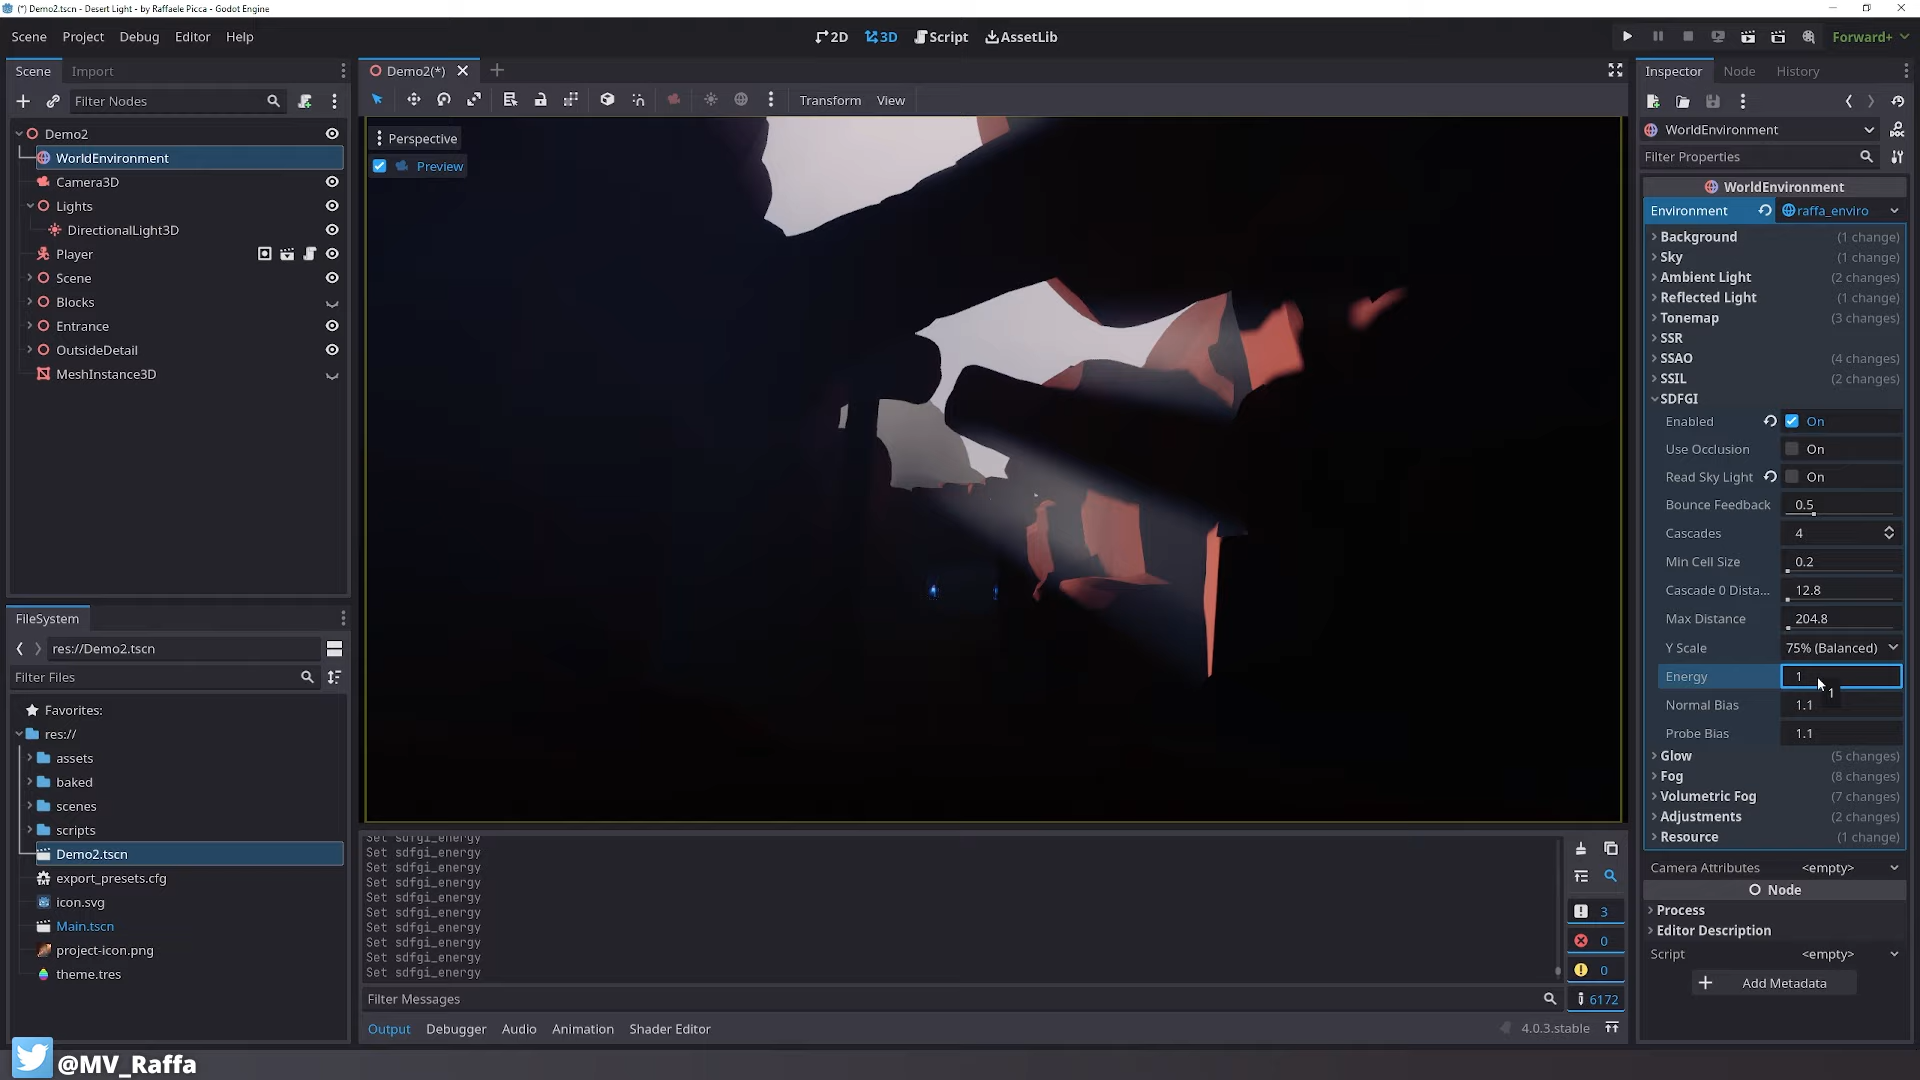 (*) Demo2.tscn - Desert Light - by Raffaele Picca - Godot Engine
Scene Project Debug Editor Help
2D 3D Script AssetLib
Forward+
Scene Import
Filter Nodes
Demo2
WorldEnvironment
Camera3D
Lights
DirectionalLight3D
Player
Scene
Blocks
Entrance
OutsideDetail
MeshInstance3D
FileSystem
res://Demo2.tscn
Filter Files
Favorites:
res://
assets
baked
scenes
scripts
Demo2.tscn
export_presets.cfg
icon.svg
Main.tscn
project-icon.png
theme.tres
@MV_Raffa
Demo2(*)
Transform View
Perspective
Preview
Set sdfgi_energy
Set sdfgi_energy
Set sdfgi_energy
Set sdfgi_energy
Set sdfgi_energy
Set sdfgi_energy
Set sdfgi_energy
Set sdfgi_energy
Set sdfgi_energy
Set sdfgi_energy
3
0
0
6172
Filter Messages
Output Debugger Audio Animation Shader Editor
4.0.3.stable
Inspector Node History
WorldEnvironment
Filter Properties
WorldEnvironment
Environment raffa_enviro
Background (1 change)
Sky (1 change)
Ambient Light (2 changes)
Reflected Light (1 change)
Tonemap (3 changes)
SSR
SSAO (4 changes)
SSIL (2 changes)
SDFGI
Enabled On
Use Occlusion On
Read Sky Light On
Bounce Feedback 0.5
Cascades 4
Min Cell Size 0.2
Cascade 0 Dista... 12.8
Max Distance 204.8
Y Scale 75% (Balanced)
Energy 1
1
Normal Bias 1.1
Probe Bias 1.1
Glow (5 changes)
Fog (8 changes)
Volumetric Fog (7 changes)
Adjustments (2 changes)
Resource (1 change)
Camera Attributes <empty>
Node
Process
Editor Description
Script <empty>
Add Metadata